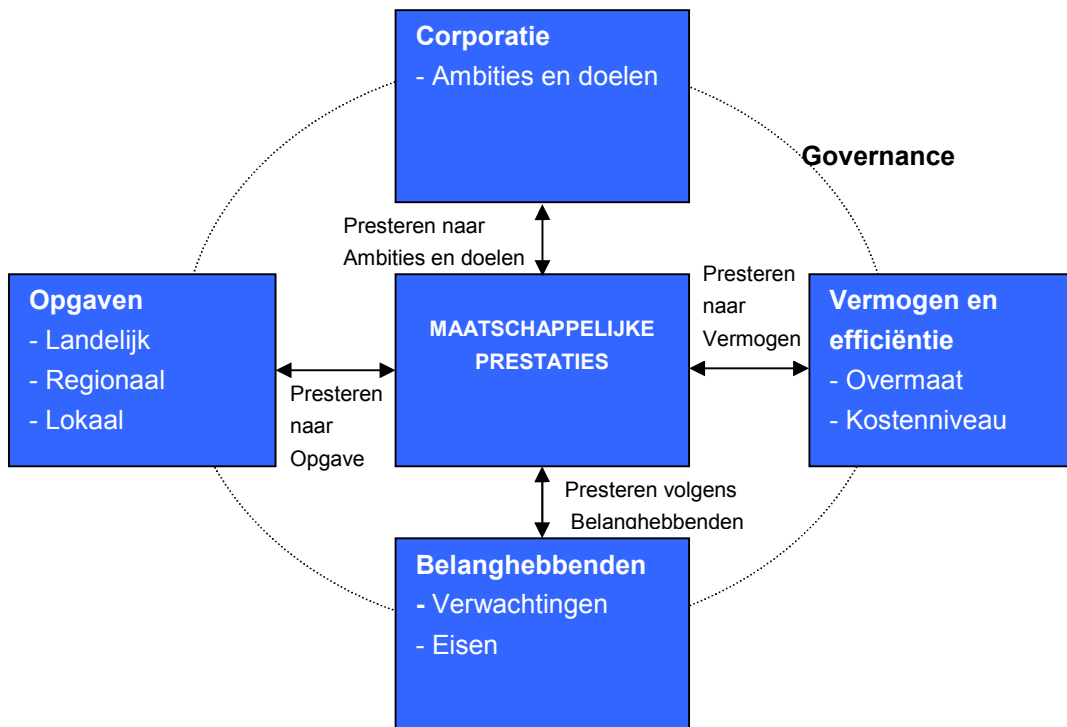 Corporatie
- Ambities en doelen
Governance
Presteren naar
Ambities en doelen
Opgaven
- Landelijk
- Regionaal
- Lokaal
Presteren
naar
Opgave
MAATSCHAPPELIJKE
PRESTATIES
Presteren
naar
Vermogen
Vermogen en
efficiëntie
- Overmaat
- Kostenniveau
Presteren volgens
Belanghebbenden
Belanghebbenden
- Verwachtingen
- Eisen